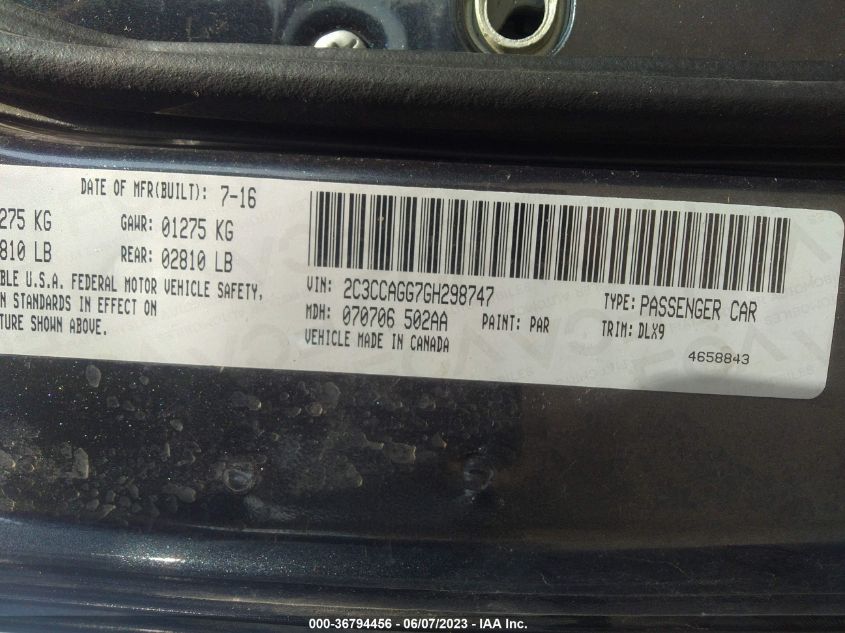 DATE OF MFR(BUILT): 7-16
275 KG GAWR: 01275 KG
810 LB REAR: 02810 LB
BLE U.S.A. FEDERAL MOTOR VEHICLE SAFETY,
N STANDARDS IN EFFECT ON
TURE SHOWN ABOVE.
VIN: 2C3CCAGG7GH298747 TYPE: PASSENGER CAR
MDH: 070706 502AA PAINT: PAR TRIM: DLX9
VEHICLE MADE IN CANADA 4658843
000-36794456 - 06/07/2023 - IAA Inc.